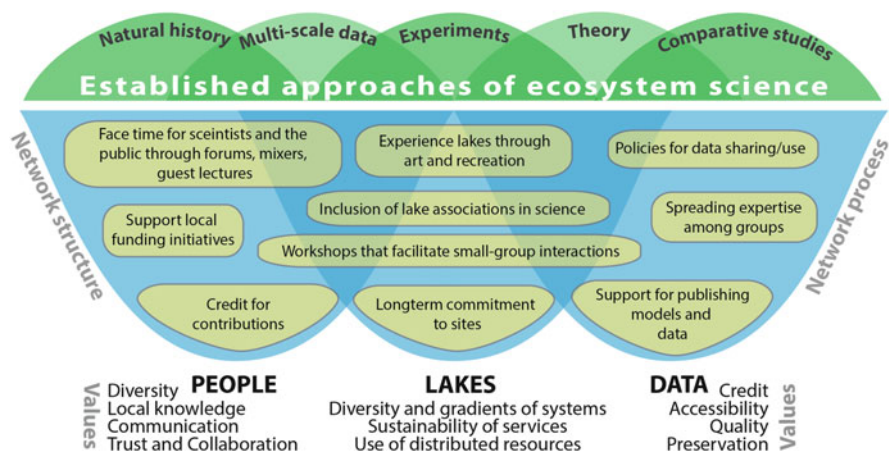 Natural history
Multi-scale data
Experiments
Theory
Comparative studies
Established approaches of ecosystem science
Network structure
Network process
Face time for sceintists and the
public through forums, mixers,
guest lectures
Experience lakes through
art and recreation
Policies for data sharing/use
Support local
funding initiatives
Inclusion of lake associations in science
Spreading expertise
among groups
Workshops that facilitate small-group interactions
Credit for
contributions
Longterm commitment
to sites
Support for publishing
models and
data
Values
PEOPLE
Diversity
Local knowledge
Communication
Trust and Collaboration
LAKES
Diversity and gradients of systems
Sustainability of services
Use of distributed resources
DATA
Credit
Accessibility
Quality
Preservation
Values